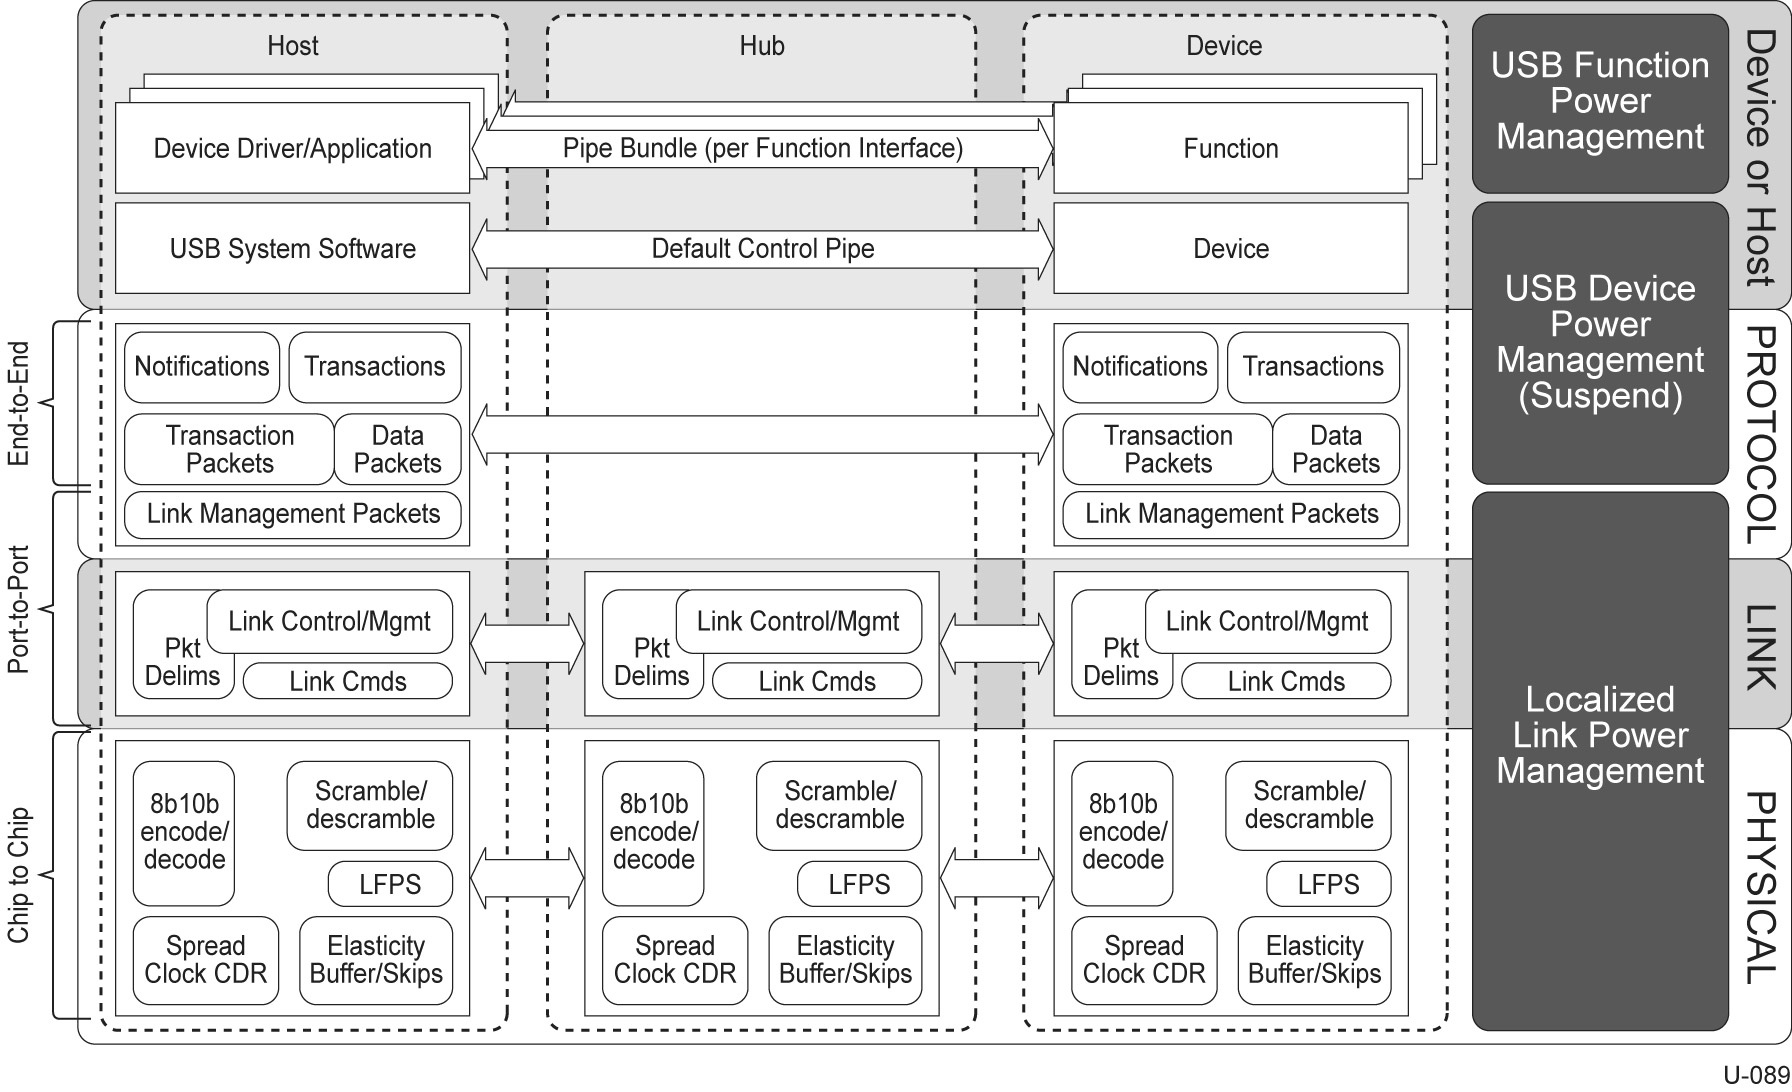 Host
Hub
Device
Device Driver/Application
Pipe Bundle (per Function Interface)
Function
USB System Software
Default Control Pipe
Device
USB Function
Power
Management
Device or Host
End-to-End
Notifications
Transactions
Transaction
Packets
Data
Packets
Link Management Packets
Notifications
Transactions
Transaction
Packets
Data
Packets
Link Management Packets
USB Device
Power
Management
(Suspend)
PROTOCOL
Port-to-Port
Pkt
Delims
Link Control/Mgmt
Link Cmds
Pkt
Delims
Link Control/Mgmt
Link Cmds
Pkt
Delims
Link Control/Mgmt
Link Cmds
LINK
Localized
Link Power
Management
Chip to Chip
8b10b
encode/
decode
Scramble/
descramble
LFPS
Spread
Clock CDR
Elasticity
Buffer/Skips
8b10b
encode/
decode
Scramble/
descramble
LFPS
Spread
Clock CDR
Elasticity
Buffer/Skips
8b10b
encode/
decode
Scramble/
descramble
LFPS
Spread
Clock CDR
Elasticity
Buffer/Skips
PHYSICAL
U-089